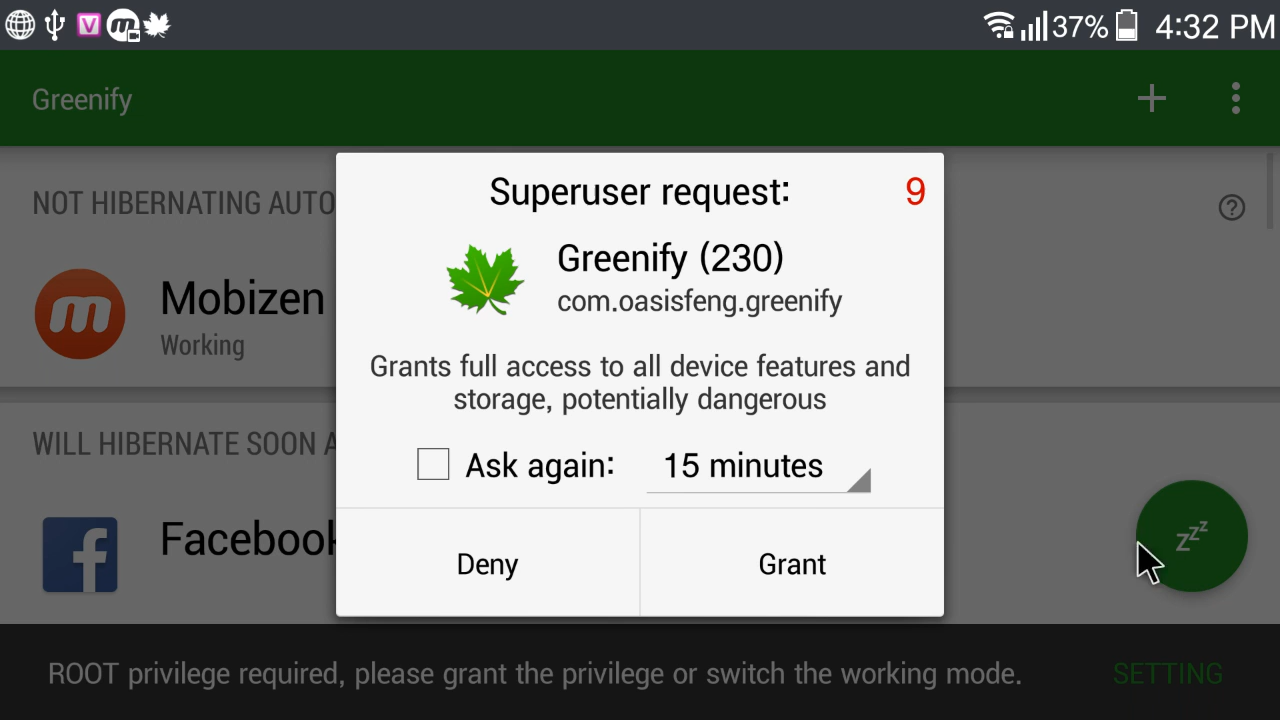 37% 4:32 PM
Greenify
NOT HIBERNATING AUTO
Mobizen
Working
WILL HIBERNATE SOON A
Facebook
Superuser request: 9
Greenify (230)
com.oasisfeng.greenify
Grants full access to all device features and
storage, potentially dangerous
Ask again: 15 minutes
Deny Grant
zzz
ROOT privilege required, please grant the privilege or switch the working mode. SETTING